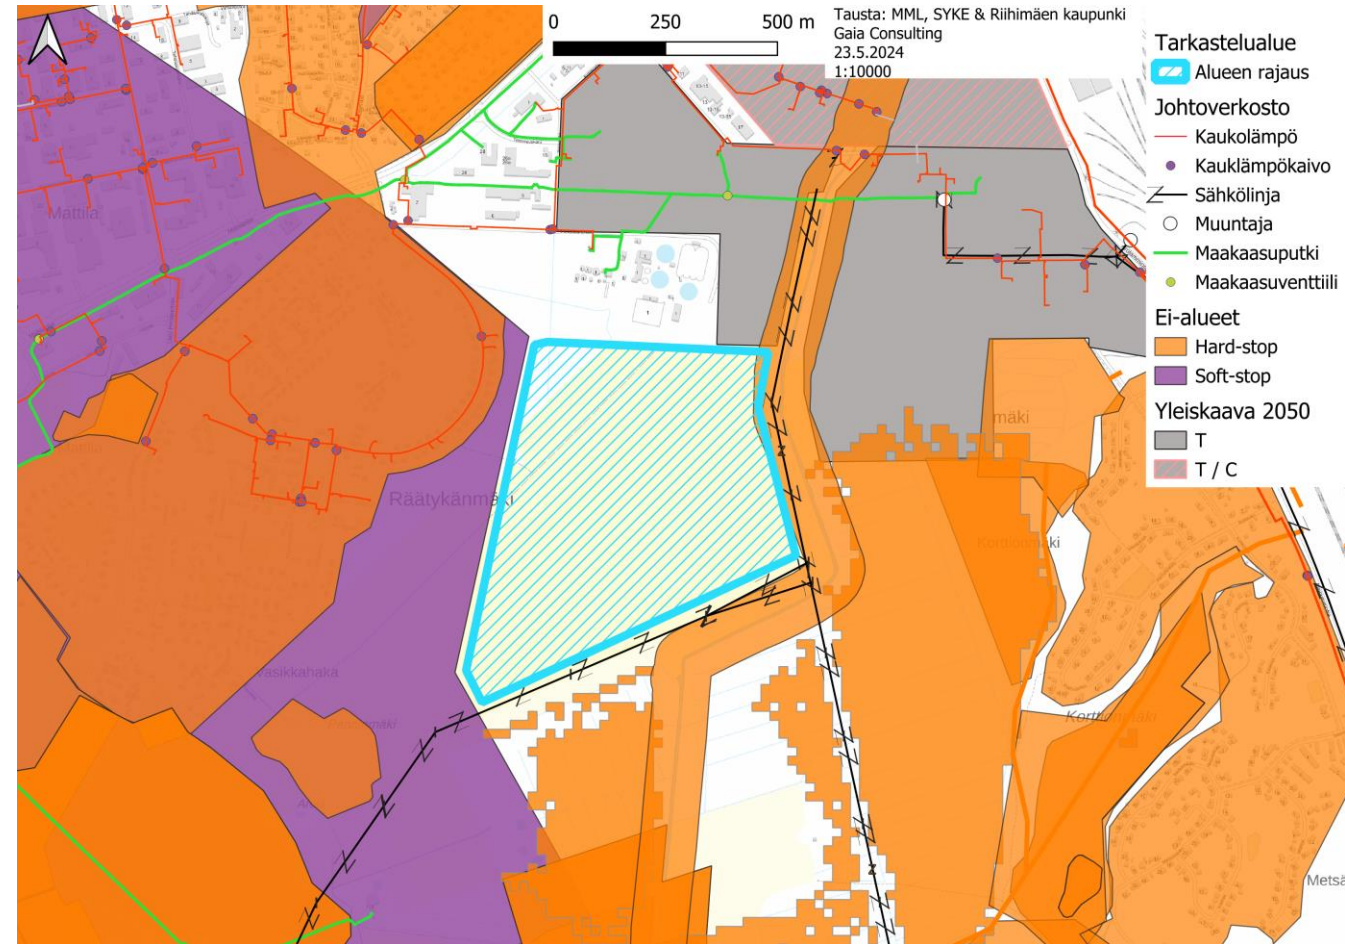 0 250 500 m
Tausta: MML, SYKE & Riihimäen kaupunki
Gaia Consulting
23.5.2024
1:10000
Tarkastelualue
Alueen rajaus
Johtoverkosto
Kaukolämpö
Kauklämpökaivo
Sähkölinja
Muuntaja
Maakaasuputki
Maakaasuventtiili
Ei-alueet
Hard-stop
Soft-stop
Yleiskaava 2050
T
T / C
Mattila
mäki
Räätykänmäki
Korttionmäki
vasikkahaka
Korttionmäki
Metsä